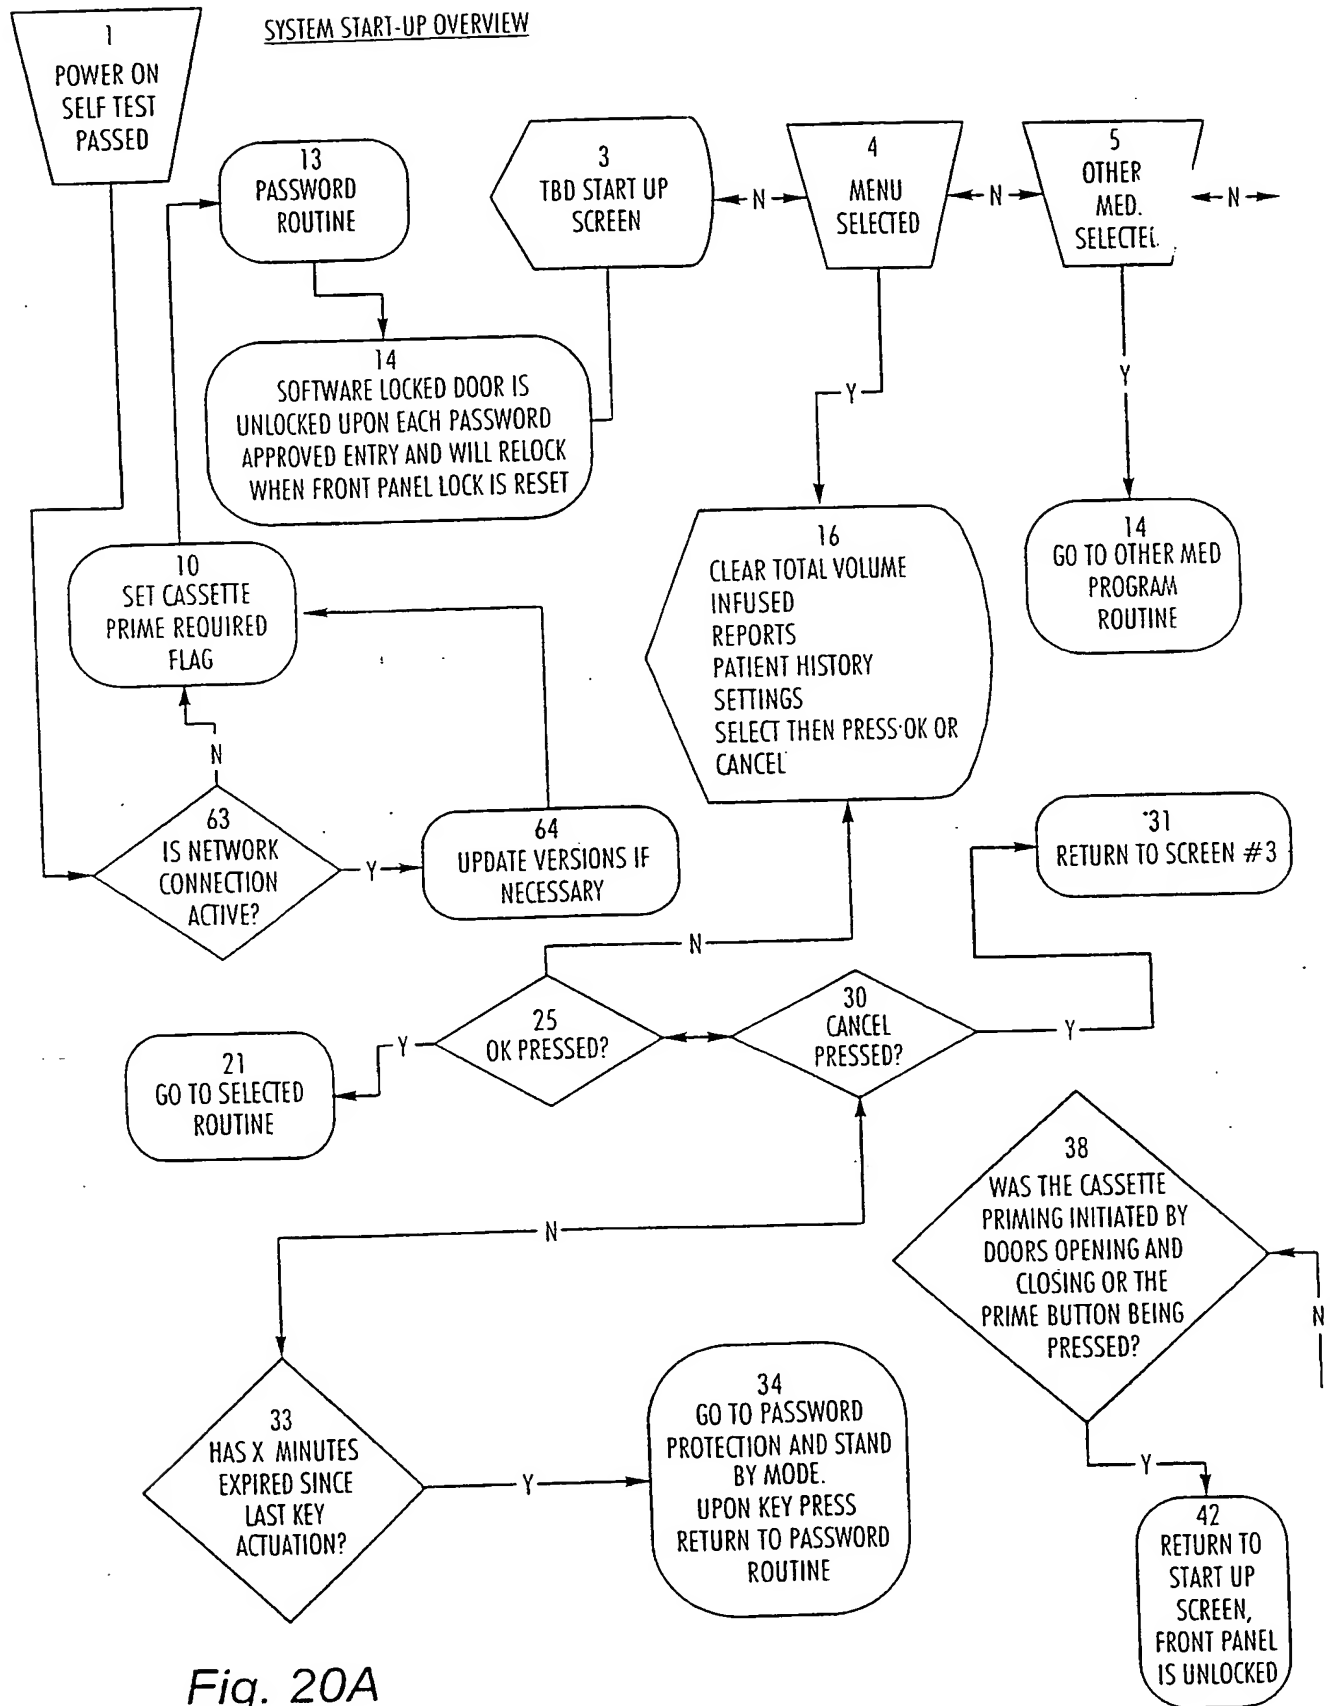 SYSTEM START-UP OVERVIEW
1
POWER ON
SELF TEST
PASSED
13
PASSWORD
ROUTINE
3
TBD START UP
SCREEN
N
4
MENU
SELECTED
N
5
OTHER
MED.
SELECTED
N
14
SOFTWARE LOCKED DOOR IS
UNLOCKED UPON EACH PASSWORD
APPROVED ENTRY AND WILL RELOCK
WHEN FRONT PANEL LOCK IS RESET
Y
Y
10
SET CASSETTE
PRIME REQUIRED
FLAG
16
CLEAR TOTAL VOLUME
INFUSED
REPORTS
PATIENT HISTORY
SETTINGS
SELECT THEN PRESS OK OR
CANCEL
14
GO TO OTHER MED
PROGRAM
ROUTINE
N
63
IS NETWORK
CONNECTION
ACTIVE?
Y
64
UPDATE VERSIONS IF
NECESSARY
31
RETURN TO SCREEN #3
N
25
OK PRESSED?
30
CANCEL
PRESSED?
Y
Y
21
GO TO SELECTED
ROUTINE
N
38
WAS THE CASSETTE
PRIMING INITIATED BY
DOORS OPENING AND
CLOSING OR THE
PRIME BUTTON BEING
PRESSED?
N
33
HAS X MINUTES
EXPIRED SINCE
LAST KEY
ACTUATION?
Y
34
GO TO PASSWORD
PROTECTION AND STAND
BY MODE.
UPON KEY PRESS
RETURN TO PASSWORD
ROUTINE
Y
42
RETURN TO
START UP
SCREEN,
FRONT PANEL
IS UNLOCKED
Fig. 20A